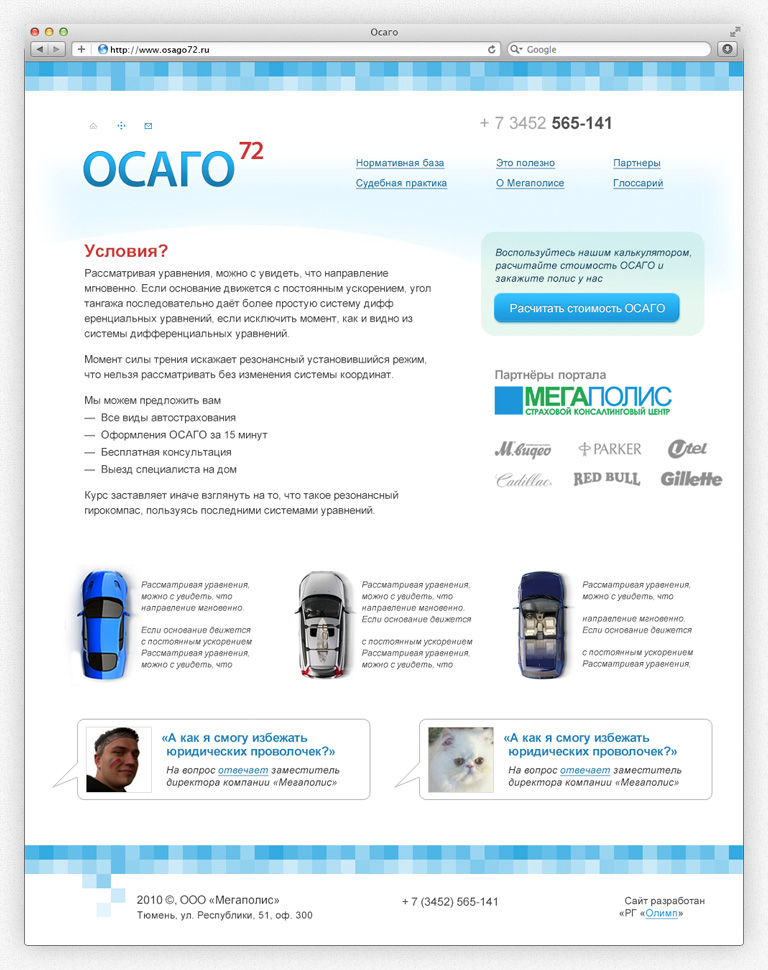 Осаго
http://www.osago72.ru
Google
+ 7 3452 565-141
ОСАГО 72
Нормативная база
Это полезно
Партнеры
Судебная практика
О Мегаполисе
Глоссарий
Условия?
Рассматривая уравнения, можно с увидеть, что направление
мгновенно. Если основание движется с постоянным ускорением, угол
тангажа последовательно даёт более простую систему дифф
еренциальных уравнений, если исключить момент, как и видно из
системы дифференциальных уравнений.
Момент силы трения искажает резонансный установившийся режим,
что нельзя рассматривать без изменения системы координат.
Мы можем предложить вам
— Все виды автострахования
— Оформления ОСАГО за 15 минут
— Бесплатная консультация
— Выезд специалиста на дом
Курс заставляет иначе взглянуть на то, что такое резонансный
гирокомпас, пользуясь последними системами уравнений.
Воспользуйтесь нашим калькулятором,
расчитайте стоимость ОСАГО и
закажите полис у нас
Расчитать стоимость ОСАГО
Партнёры портала
МЕГАПОЛИС
СТРАХОВОЙ КОНСАЛТИНГОВЫЙ ЦЕНТР
М.видео
PARKER
Utel
Cadillac
RED BULL
Gillette
Рассматривая уравнения,
можно с увидеть, что
направление мгновенно.
Если основание движется
с постоянным ускорением
Рассматривая уравнения,
можно с увидеть, что
Рассматривая уравнения,
можно с увидеть, что
направление мгновенно.
Если основание движется
с постоянным ускорением
Рассматривая уравнения,
можно с увидеть, что
Рассматривая уравнения,
можно с увидеть, что
направление мгновенно.
Если основание движется
с постоянным ускорением
Рассматривая уравнения,
«А как я смогу избежать
юридических проволочек?»
На вопрос отвечает заместитель
директора компании «Мегаполис»
«А как я смогу избежать
юридических проволочек?»
На вопрос отвечает заместитель
директора компании «Мегаполис»
2010 ©, ООО «Мегаполис»
Тюмень, ул. Республики, 51, оф. 300
+ 7 (3452) 565-141
Сайт разработан
«РГ «Олимп»